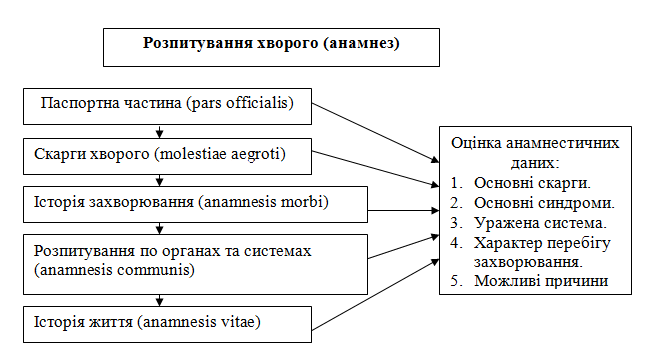 Розпитування хворого (анамнез)
Паспортна частина (pars officialis)
Скарги хворого (molestiae aegroti)
Історія захворювання (anamnesis morbi)
Розпитування по органах та системах
(anamnesis communis)
Історія життя (anamnesis vitae)
Оцінка анамнестичних
даних:
1. Основні скарги.
2. Основні синдроми.
3. Уражена система.
4. Характер перебігу
захворювання.
5. Можливі причини